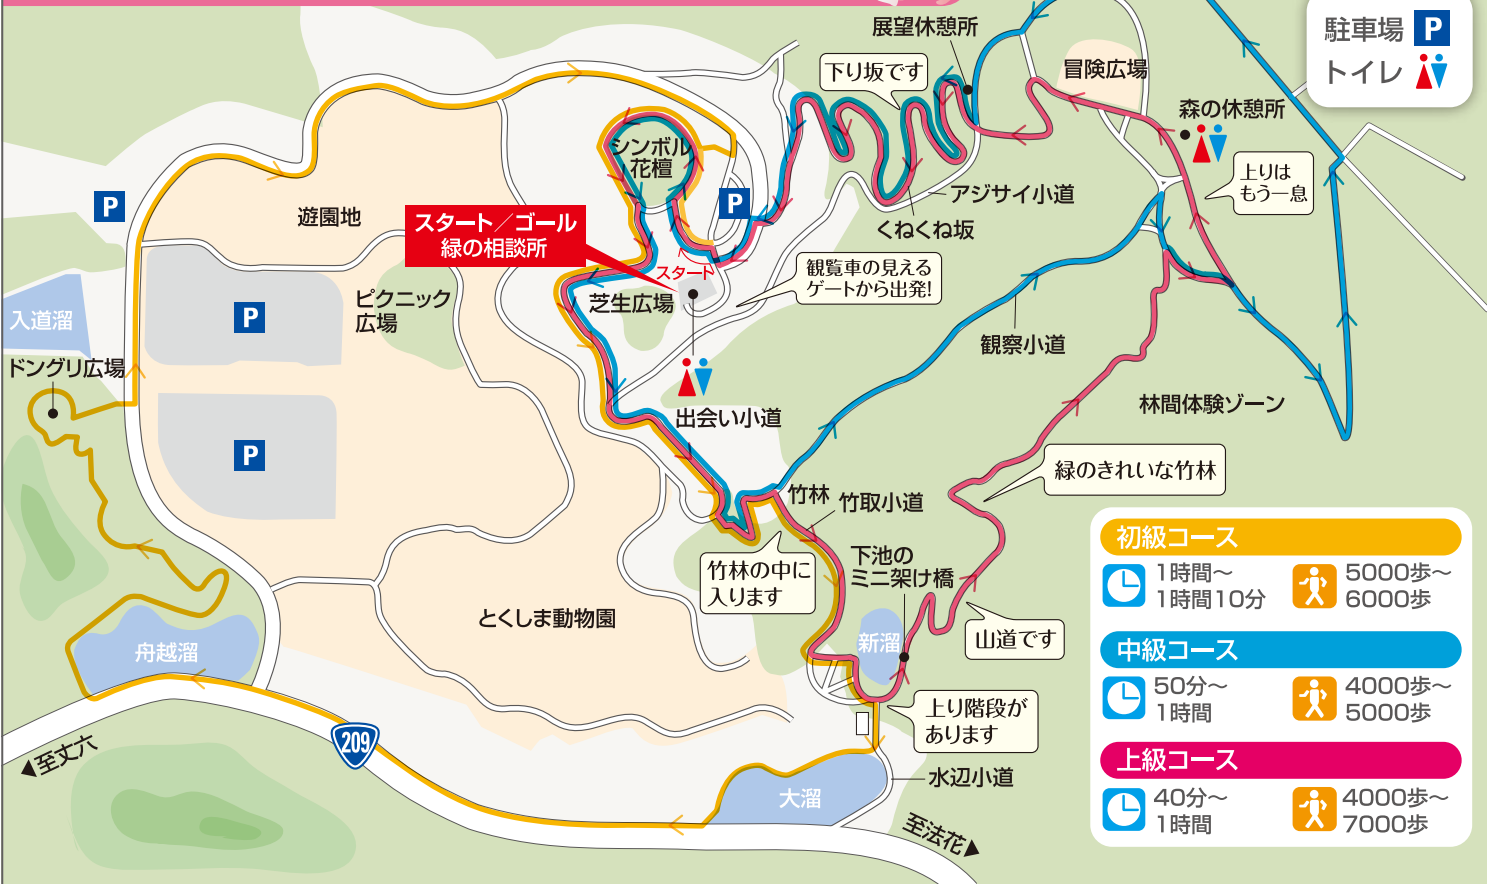 駐車場 P
トイレ
展望休憩所
下り坂です
冒険広場
森の休憩所
上りは
もう一息
シンボル
花壇
P
P
遊園地
スタート／ゴール
緑の相談所
スタート
アジサイ小道
くねくね坂
観覧車の見える
ゲートから出発!
芝生広場
ピクニック
広場
P
入道溜
ドングリ広場
観察小道
出会い小道
林間体験ゾーン
P
緑のきれいな竹林
竹林
竹取小道
竹林の中に
入ります
下池の
ミニ架け橋
とくしま動物園
新溜
山道です
舟越溜
上り階段が
あります
209
水辺小道
大溜
◀至丈六
至法花▶
初級コース
1時間〜
1時間10分
5000歩〜
6000歩
中級コース
50分〜
1時間
4000歩〜
5000歩
上級コース
40分〜
1時間
4000歩〜
7000歩